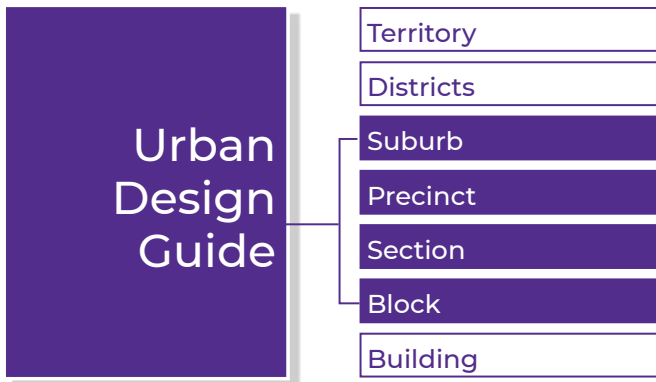 Urban
Design
Guide
Territory
Districts
Suburb
Precinct
Section
Block
Building